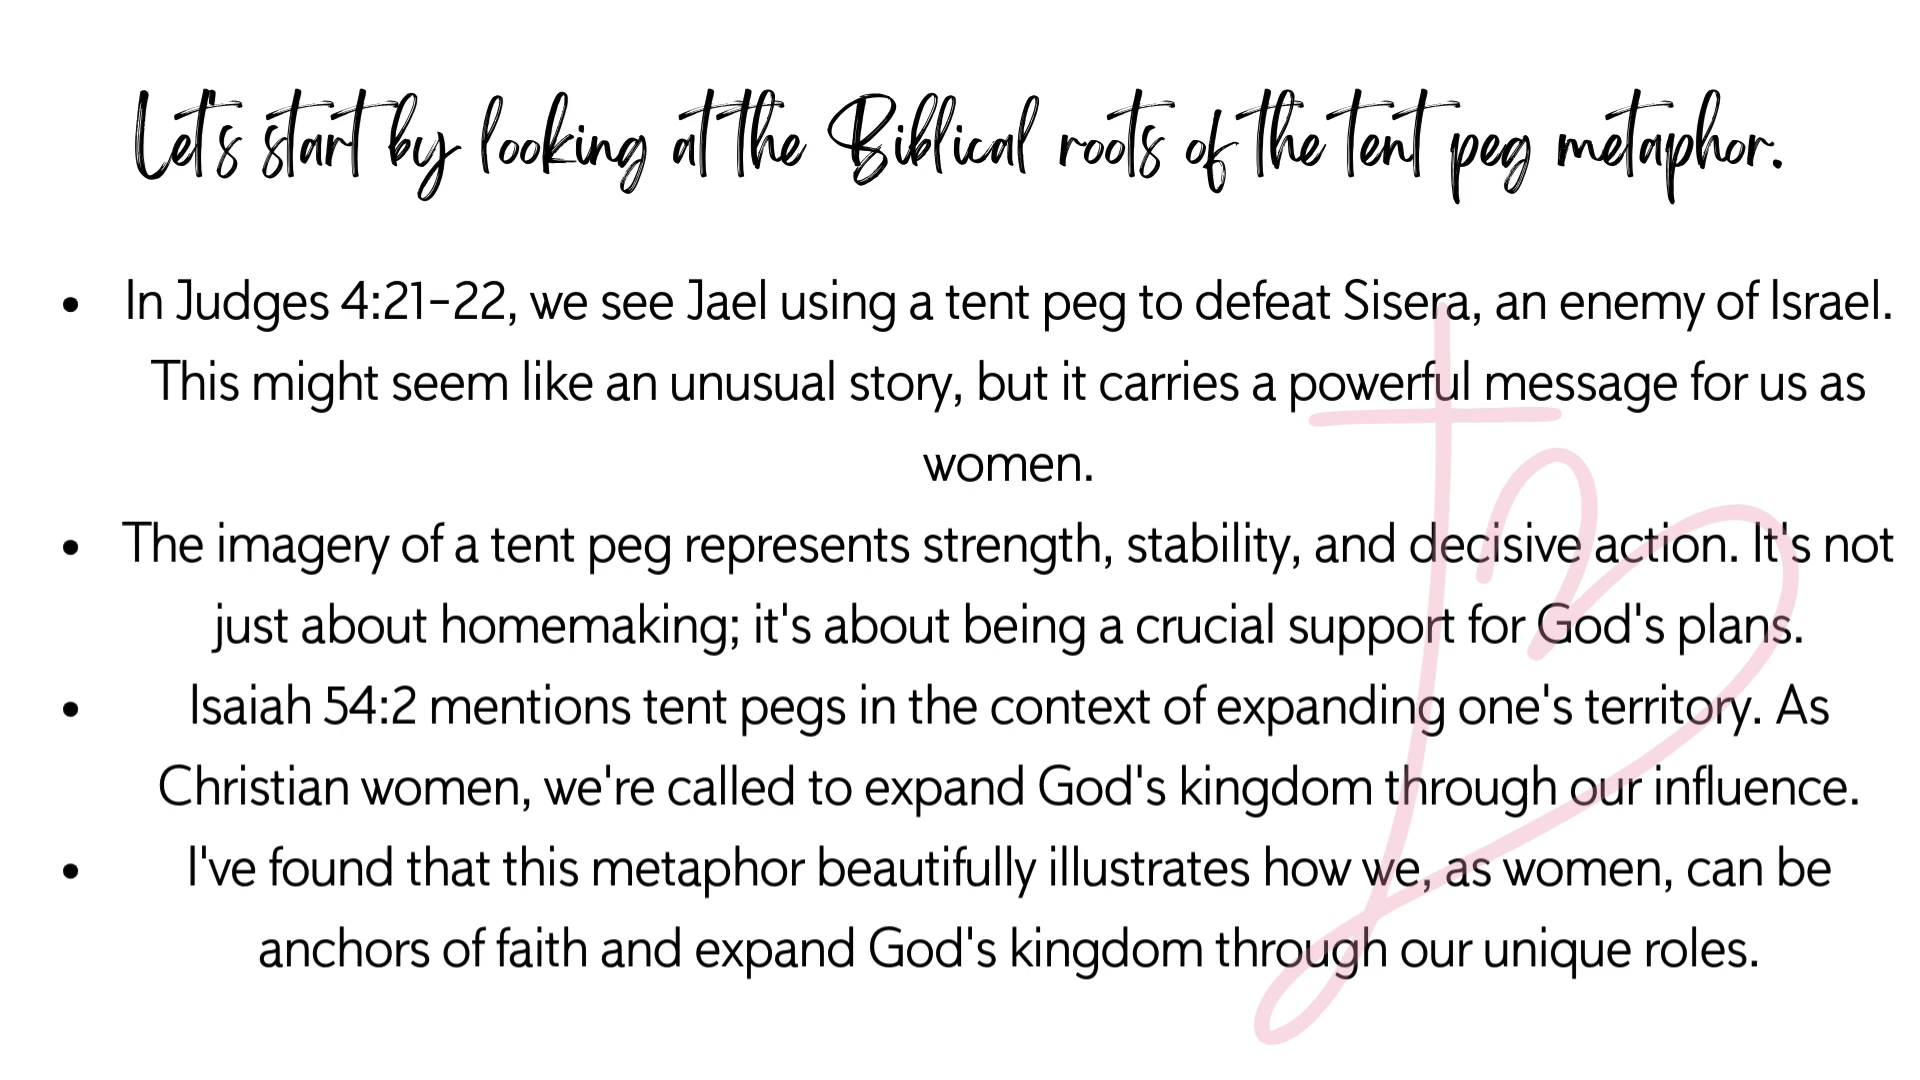 Let's start by looking at the Biblical roots of the tent peg metaphor.
• In Judges 4:21-22, we see Jael using a tent peg to defeat Sisera, an enemy of Israel.
This might seem like an unusual story, but it carries a powerful message for us as
women.
• The imagery of a tent peg represents strength, stability, and decisive action. It's not
just about homemaking; it's about being a crucial support for God's plans.
• Isaiah 54:2 mentions tent pegs in the context of expanding one's territory. As
Christian women, we're called to expand God's kingdom through our influence.
• I've found that this metaphor beautifully illustrates how we, as women, can be
anchors of faith and expand God's kingdom through our unique roles.